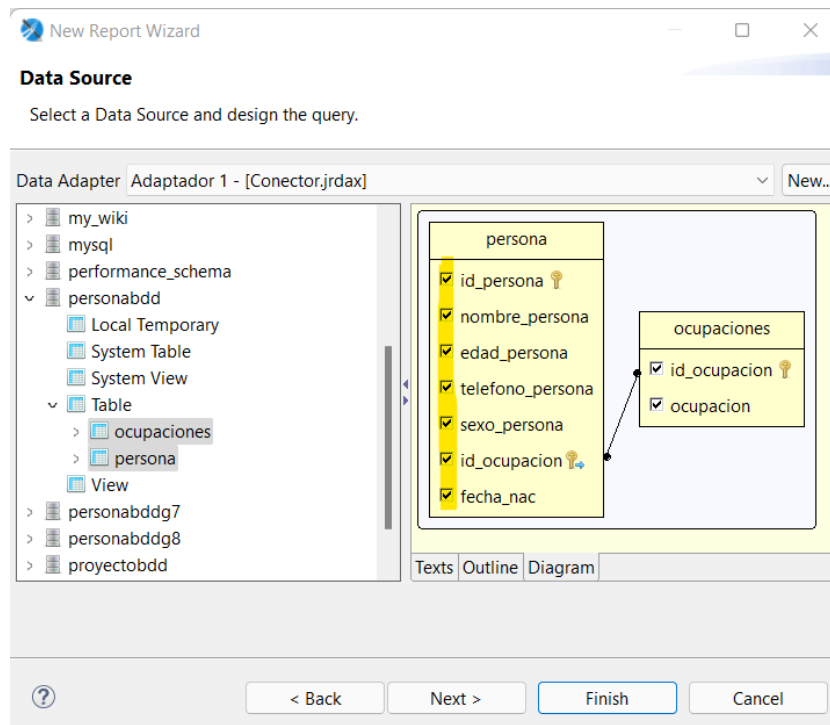 New Report Wizard
Data Source
Select a Data Source and design the query.
Data Adapter Adaptador 1 - [Conector.jrdax] New...
my_wiki
mysql
performance_schema
personabdd
Local Temporary
System Table
System View
Table
ocupaciones
persona
View
personabddg7
personabddg8
proyectobdd
persona
id_persona
nombre_persona
edad_persona
telefono_persona
sexo_persona
id_ocupacion
fecha_nac
ocupaciones
id_ocupacion
ocupacion
Texts Outline Diagram
? < Back Next > Finish Cancel